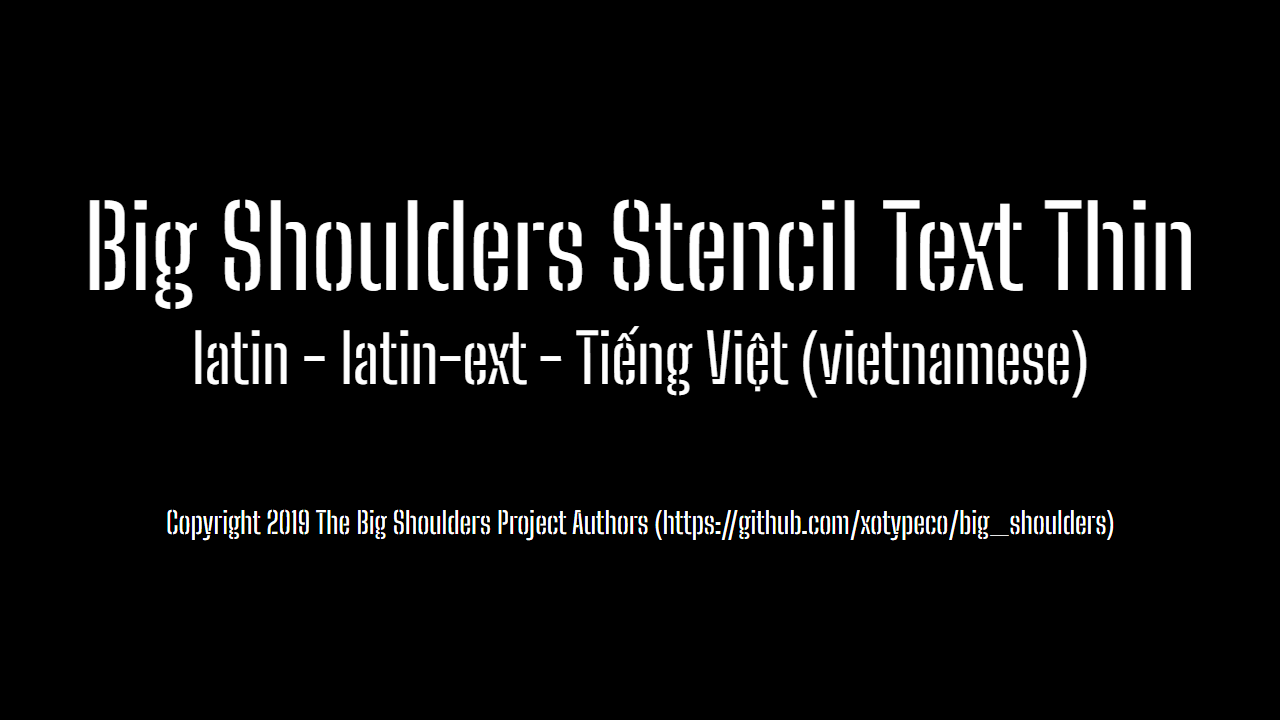 Big Shoulders Stencil Text Thin
latin - latin-ext - Tiếng Việt (vietnamese)
Copyright 2019 The Big Shoulders Project Authors (https://github.com/xotypeco/big_shoulders)